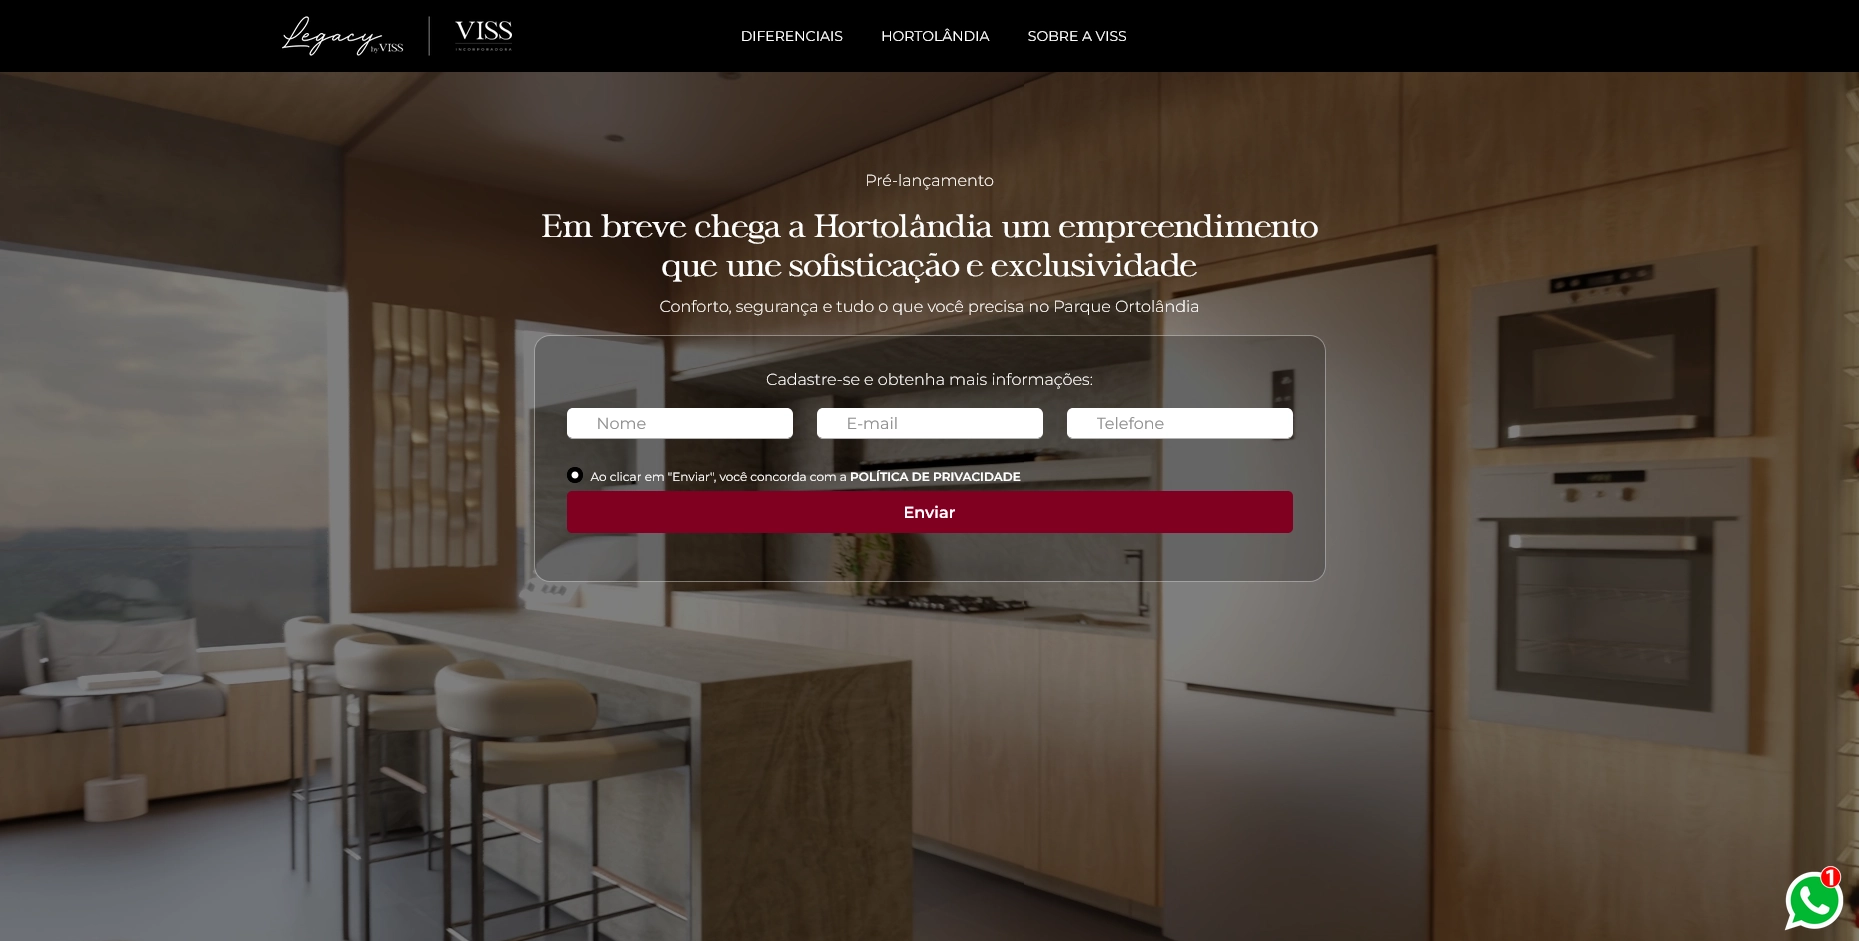 Legacy by VISS
VISS
INCORPORADORA
DIFERENCIAIS
HORTOLÂNDIA
SOBRE A VISS
Pré-lançamento
Em breve chega a Hortolândia um empreendimento
que une sofisticação e exclusividade
Conforto, segurança e tudo o que você precisa no Parque Ortolândia
Cadastre-se e obtenha mais informações:
Nome
E-mail
Telefone
Ao clicar em "Enviar", você concorda com a POLÍTICA DE PRIVACIDADE
Enviar
1